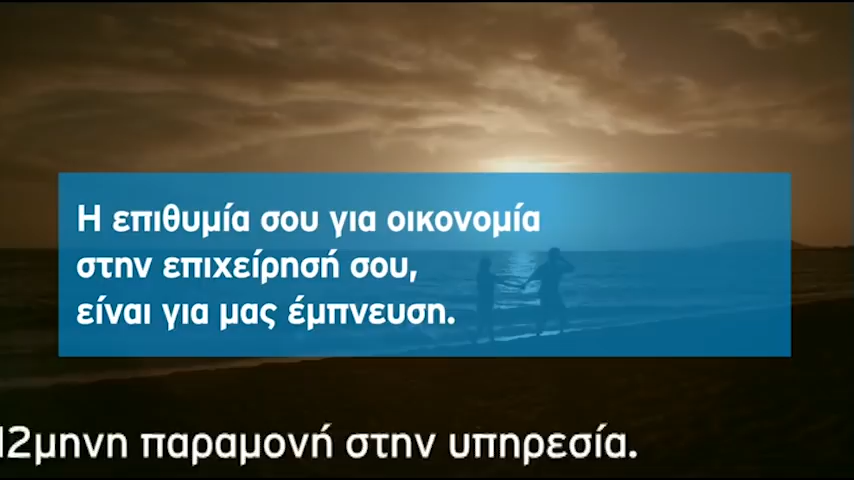 Η επιθυμία σου για οικονομία
στην επιχείρησή σου,
είναι για μας έμπνευση.
12μηνη παραμονή στην υπηρεσία.